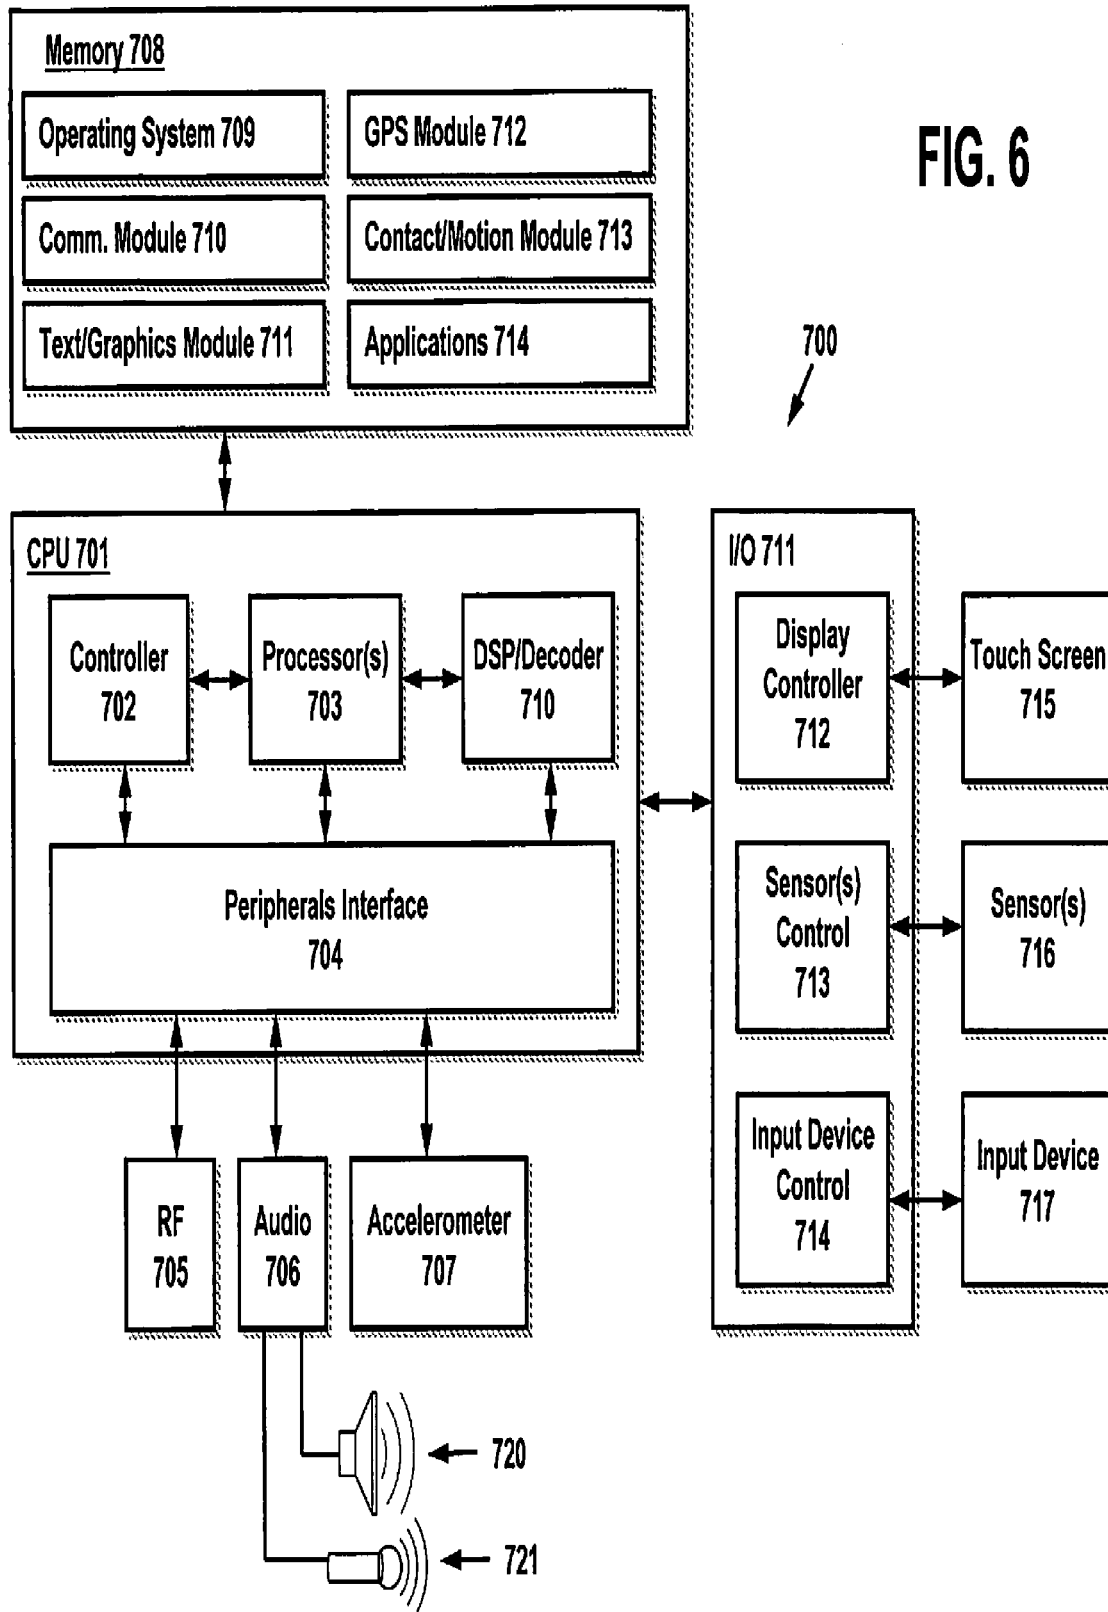 Memory 708
Operating System 709
GPS Module 712
Comm. Module 710
Contact/Motion Module 713
Text/Graphics Module 711
Applications 714
FIG. 6
700
CPU 701
Controller
702
Processor(s)
703
DSP/Decoder
710
Peripherals Interface
704
I/O 711
Display
Controller
712
Touch Screen
715
Sensor(s)
Control
713
Sensor(s)
716
Input Device
Control
714
Input Device
717
RF
705
Audio
706
Accelerometer
707
720
721